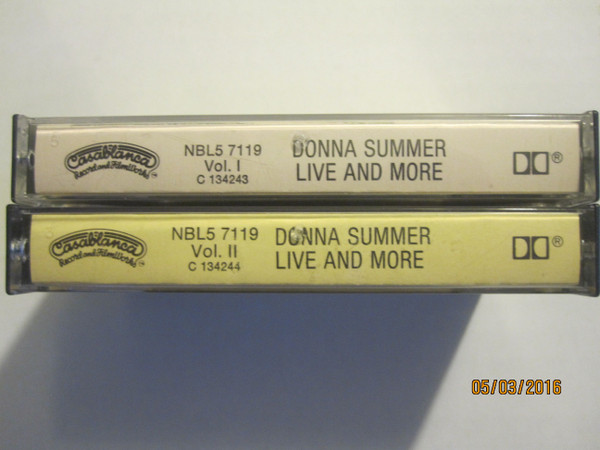 Casablanca
Record and FilmWorks
NBL5 7119
Vol. I
C 134243
DONNA SUMMER
LIVE AND MORE
®
Casablanca
Record and FilmWorks
NBL5 7119
Vol. II
C 134244
DONNA SUMMER
LIVE AND MORE
®
05/03/2016